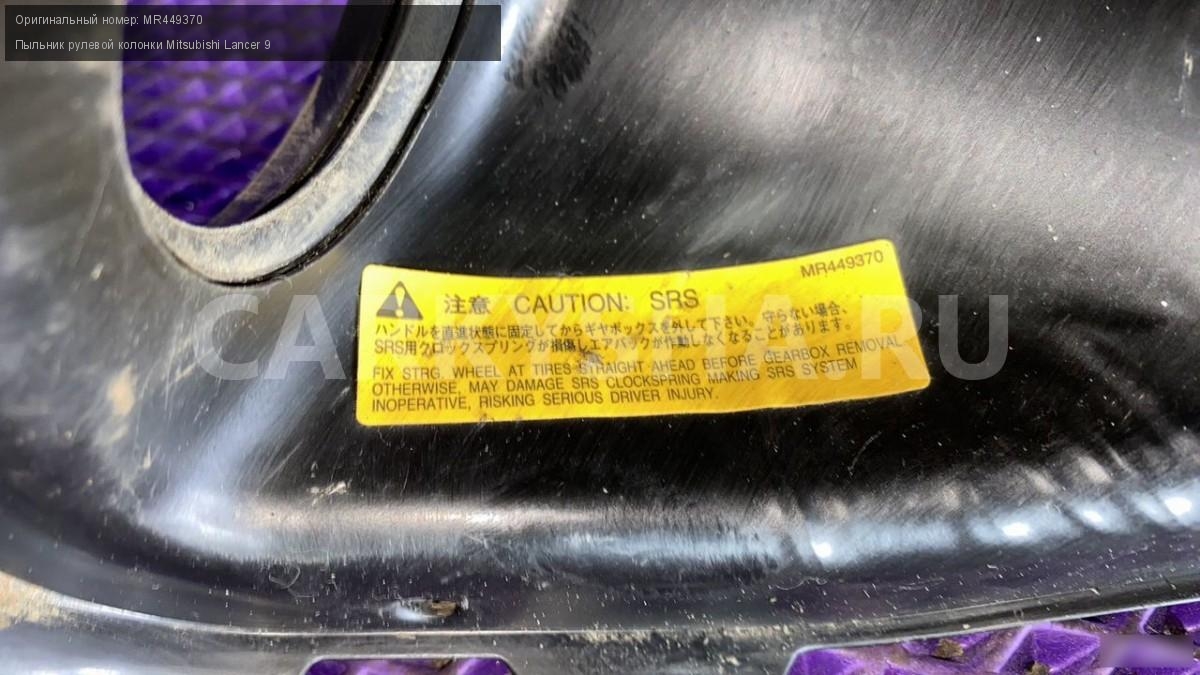 Оригинальный номер: MR449370
Пыльник рулевой колонки Mitsubishi Lancer 9
MR449370
注意 CAUTION: SRS
ハンドルを直進状態に固定してからギヤボックスを外して下さい。守らない場合、
SRS用クロックスプリングが損傷しエアバックが作動しなくなることがあります。
FIX STRG. WHEEL AT TIRES STRAIGHT AHEAD BEFORE GEARBOX REMOVAL
OTHERWISE, MAY DAMAGE SRS CLOCKSPRING MAKING SRS SYSTEM
INOPERATIVE, RISKING SERIOUS DRIVER INJURY.